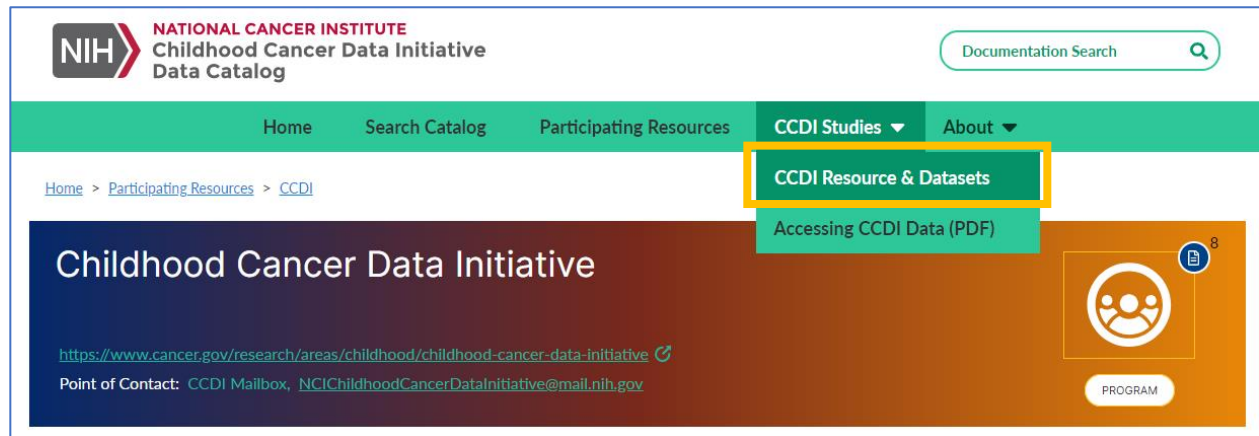 NIH
NATIONAL CANCER INSTITUTE
Childhood Cancer Data Initiative
Data Catalog
Documentation Search
Home Search Catalog Participating Resources CCDI Studies About
CCDI Resource & Datasets
Accessing CCDI Data (PDF)
Home > Participating Resources > CCDI
Childhood Cancer Data Initiative
8
https://www.cancer.gov/research/areas/childhood/childhood-cancer-data-initiative
Point of Contact: CCDI Mailbox, NCIChildhoodCancerDataInitiative@mail.nih.gov
PROGRAM